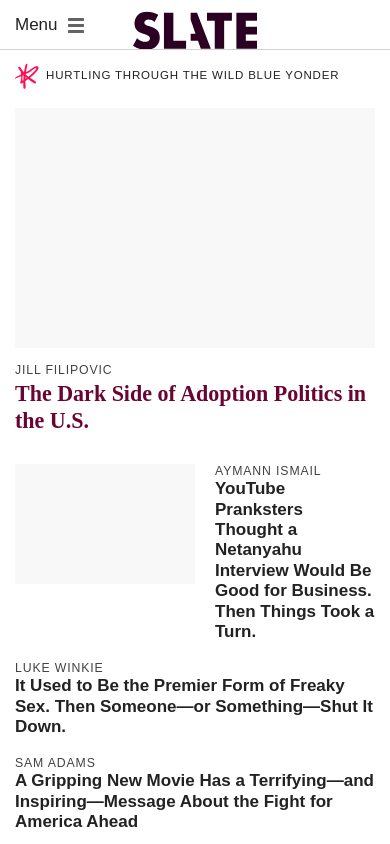 Menu
SLATE
HURTLING THROUGH THE WILD BLUE YONDER
JILL FILIPOVIC
The Dark Side of Adoption Politics in
the U.S.
AYMANN ISMAIL
YouTube
Pranksters
Thought a
Netanyahu
Interview Would Be
Good for Business.
Then Things Took a
Turn.
LUKE WINKIE
It Used to Be the Premier Form of Freaky
Sex. Then Someone—or Something—Shut It
Down.
SAM ADAMS
A Gripping New Movie Has a Terrifying—and
Inspiring—Message About the Fight for
America Ahead